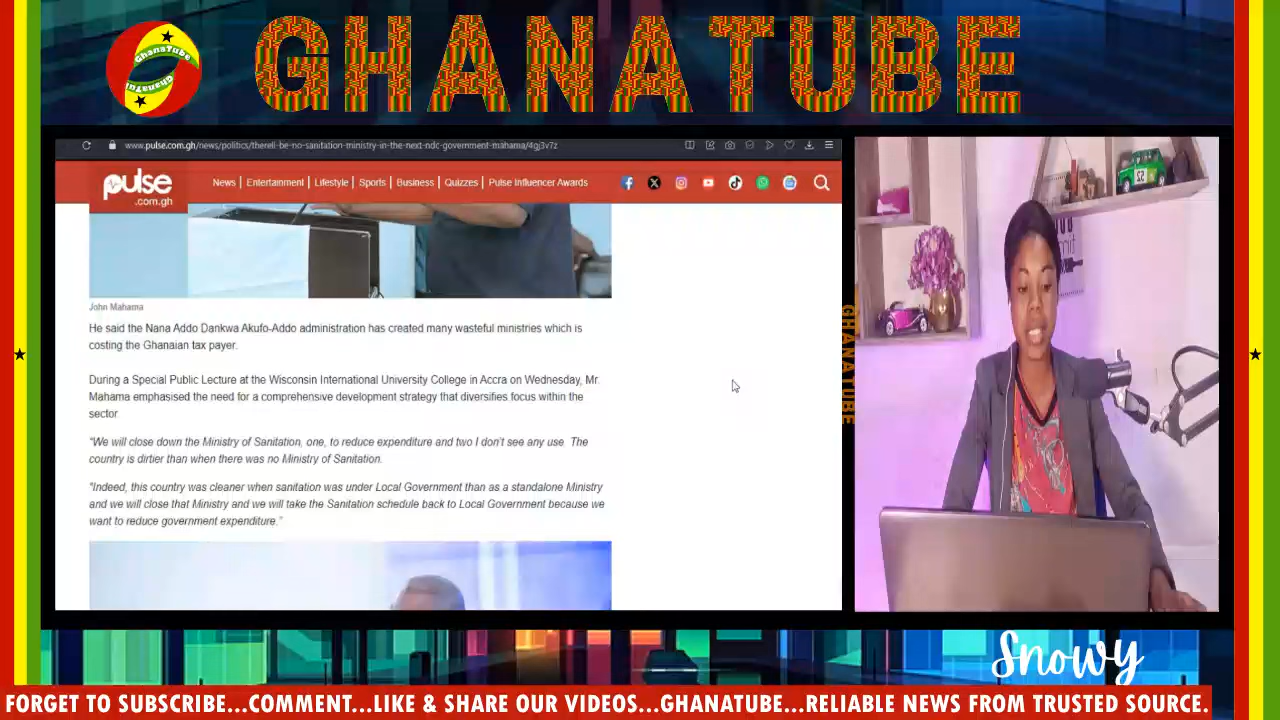 GHANATUBE
GhanaTube
www.pulse.com.gh/news/politics/therell-be-no-sanitation-ministry-in-the-next-ndc-government-mahama/4gj3v7z
pulse
.com.gh
News | Entertainment | Lifestyle | Sports | Business | Quizzes | Pulse Influencer Awards
John Mahama
He said the Nana Addo Dankwa Akufo-Addo administration has created many wasteful ministries which is
costing the Ghanaian tax payer.
During a Special Public Lecture at the Wisconsin International University College in Accra on Wednesday, Mr.
Mahama emphasised the need for a comprehensive development strategy that diversifies focus within the
sector
“We will close down the Ministry of Sanitation, one, to reduce expenditure and two I don’t see any use The
country is dirtier than when there was no Ministry of Sanitation.
“Indeed, this country was cleaner when sanitation was under Local Government than as a standalone Ministry
and we will close that Ministry and we will take the Sanitation schedule back to Local Government because we
want to reduce government expenditure.”
GHANATUBE
Snowy
FORGET TO SUBSCRIBE...COMMENT...LIKE & SHARE OUR VIDEOS...GHANATUBE...RELIABLE NEWS FROM TRUSTED SOURCE.